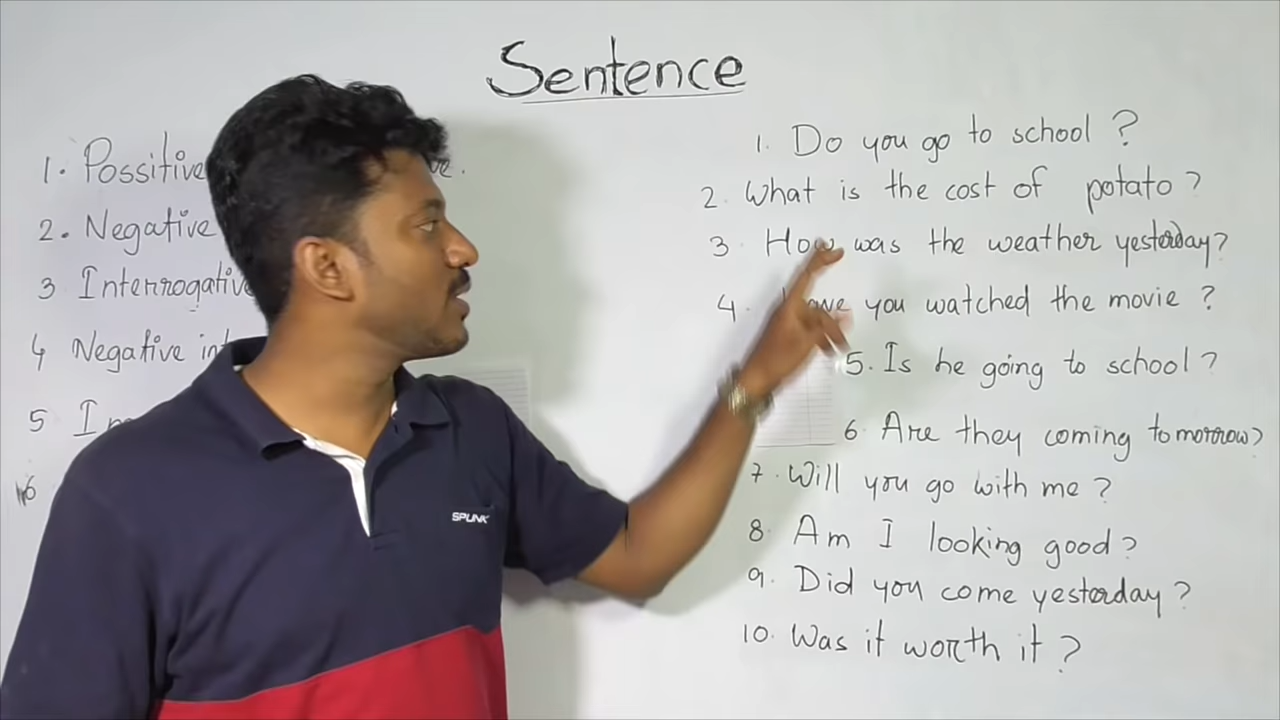 Sentence
1. Possitive
2. Negative
3 Interrogative
4 Negative
5
6
1. Do you go to school ?
2. What is the cost of potato ?
3. How was the weather yesterday?
4. you watched the movie ?
5. Is he going to school ?
6. Are they coming tomorrow?
7. Will you go with me ?
8. Am I looking good ?
9. Did you come yesterday ?
10. Was it worth it ?
SPUNK